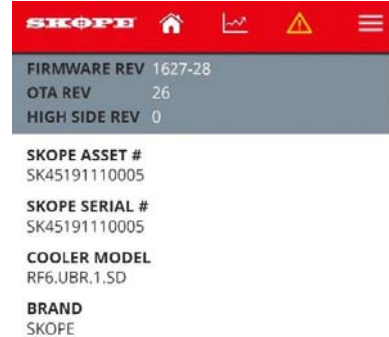 SKOPE
FIRMWARE REV 1627-28
OTA REV 26
HIGH SIDE REV 0
SKOPE ASSET #
SK45191110005
SKOPE SERIAL #
SK45191110005
COOLER MODEL
RF6.UBR.1.SD
BRAND
SKOPE